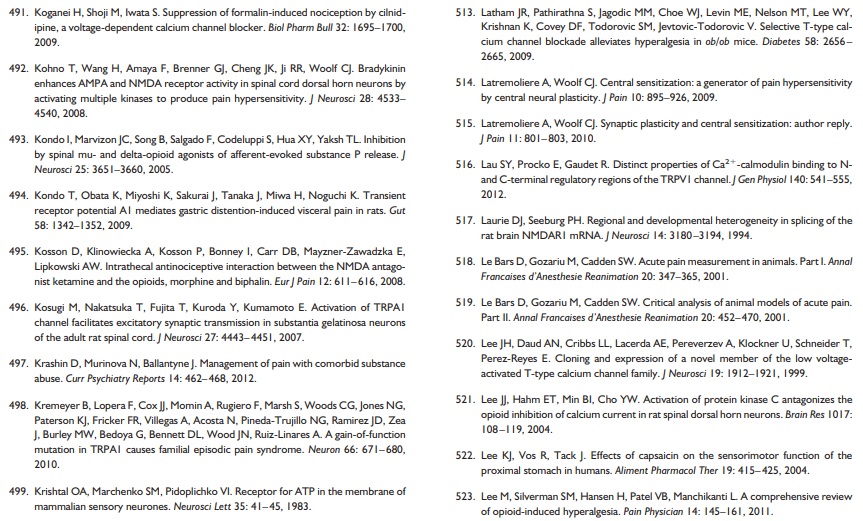 491. Koganei H, Shoji M, Iwata S. Suppression of formalin-induced nociception by cilnid-
ipine, a voltage-dependent calcium channel blocker. Biol Pharm Bull 32: 1695–1700,
2009.
492. Kohno T, Wang H, Amaya F, Brenner GJ, Cheng JK, Ji RR, Woolf CJ. Bradykinin
enhances AMPA and NMDA receptor activity in spinal cord dorsal horn neurons by
activating multiple kinases to produce pain hypersensitivity. J Neurosci 28: 4533–
4540, 2008.
493. Kondo I, Marvizon JC, Song B, Salgado F, Codeluppi S, Hua XY, Yaksh TL. Inhibition
by spinal mu- and delta-opioid agonists of afferent-evoked substance P release. J
Neurosci 25: 3651–3660, 2005.
494. Kondo T, Obata K, Miyoshi K, Sakurai J, Tanaka J, Miwa H, Noguchi K. Transient
receptor potential A1 mediates gastric distention-induced visceral pain in rats. Gut
58: 1342–1352, 2009.
495. Kosson D, Klinowiecka A, Kosson P, Bonney I, Carr DB, Mayzner-Zawadzka E,
Lipkowski AW. Intrathecal antinociceptive interaction between the NMDA antago-
nist ketamine and the opioids, morphine and biphalin. Eur J Pain 12: 611–616, 2008.
496. Kosugi M, Nakatsuka T, Fujita T, Kuroda Y, Kumamoto E. Activation of TRPA1
channel facilitates excitatory synaptic transmission in substantia gelatinosa neurons
of the adult rat spinal cord. J Neurosci 27: 4443–4451, 2007.
497. Krashin D, Murinova N, Ballantyne J. Management of pain with comorbid substance
abuse. Curr Psychiatry Reports 14: 462–468, 2012.
498. Kremeyer B, Lopera F, Cox JJ, Momin A, Rugiero F, Marsh S, Woods CG, Jones NG,
Paterson KJ, Fricker FR, Villegas A, Acosta N, Pineda-Trujillo NG, Ramirez JD, Zea
J, Burley MW, Bedoya G, Bennett DL, Wood JN, Ruiz-Linares A. A gain-of-function
mutation in TRPA1 causes familial episodic pain syndrome. Neuron 66: 671–680,
2010.
499. Krishtal OA, Marchenko SM, Pidoplichko VI. Receptor for ATP in the membrane of
mammalian sensory neurones. Neurosci Lett 35: 41–45, 1983.
513. Latham JR, Pathirathna S, Jagodic MM, Choe WJ, Levin ME, Nelson MT, Lee WY,
Krishnan K, Covey DF, Todorovic SM, Jevtovic-Todorovic V. Selective T-type cal-
cium channel blockade alleviates hyperalgesia in ob/ob mice. Diabetes 58: 2656–
2665, 2009.
514. Latremoliere A, Woolf CJ. Central sensitization: a generator of pain hypersensitivity
by central neural plasticity. J Pain 10: 895–926, 2009.
515. Latremoliere A, Woolf CJ. Synaptic plasticity and central sensitization: author reply.
J Pain 11: 801–803, 2010.
516. Lau SY, Procko E, Gaudet R. Distinct properties of Ca2+-calmodulin binding to N-
and C-terminal regulatory regions of the TRPV1 channel. J Gen Physiol 140: 541–555,
2012.
517. Laurie DJ, Seeburg PH. Regional and developmental heterogeneity in splicing of the
rat brain NMDAR1 mRNA. J Neurosci 14: 3180–3194, 1994.
518. Le Bars D, Gozariu M, Cadden SW. Acute pain measurement in animals. Part I. Annal
Francaises d'Anesthesie Reanimation 20: 347–365, 2001.
519. Le Bars D, Gozariu M, Cadden SW. Critical analysis of animal models of acute pain.
Part II. Annal Francaises d'Anesthesie Reanimation 20: 452–470, 2001.
520. Lee JH, Daud AN, Cribbs LL, Lacerda AE, Pereverzev A, Klockner U, Schneider T,
Perez-Reyes E. Cloning and expression of a novel member of the low voltage-
activated T-type calcium channel family. J Neurosci 19: 1912–1921, 1999.
521. Lee JJ, Hahm ET, Min BI, Cho YW. Activation of protein kinase C antagonizes the
opioid inhibition of calcium current in rat spinal dorsal horn neurons. Brain Res 1017:
108–119, 2004.
522. Lee KJ, Vos R, Tack J. Effects of capsaicin on the sensorimotor function of the
proximal stomach in humans. Aliment Pharmacol Ther 19: 415–425, 2004.
523. Lee M, Silverman SM, Hansen H, Patel VB, Manchikanti L. A comprehensive review
of opioid-induced hyperalgesia. Pain Physician 14: 145–161, 2011.